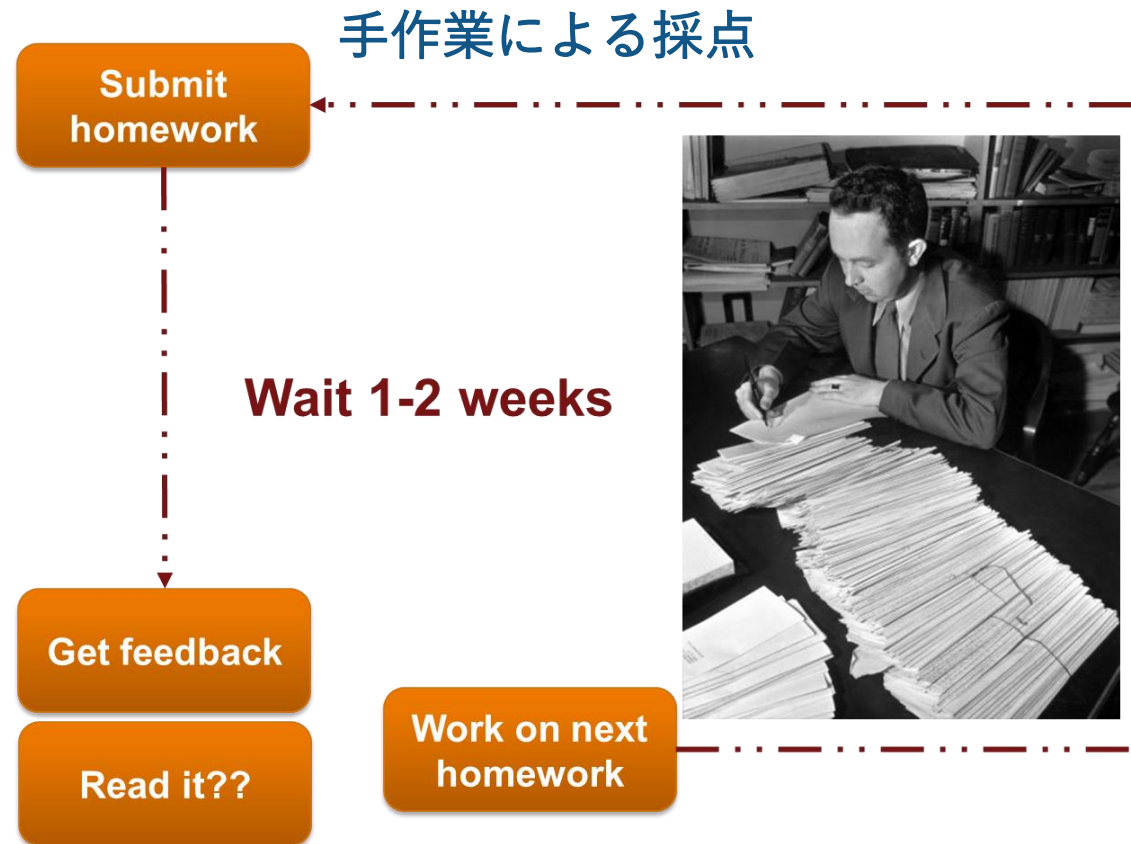 手作業による採点
Submit
homework
Wait 1-2 weeks
Get feedback
Read it??
Work on next
homework